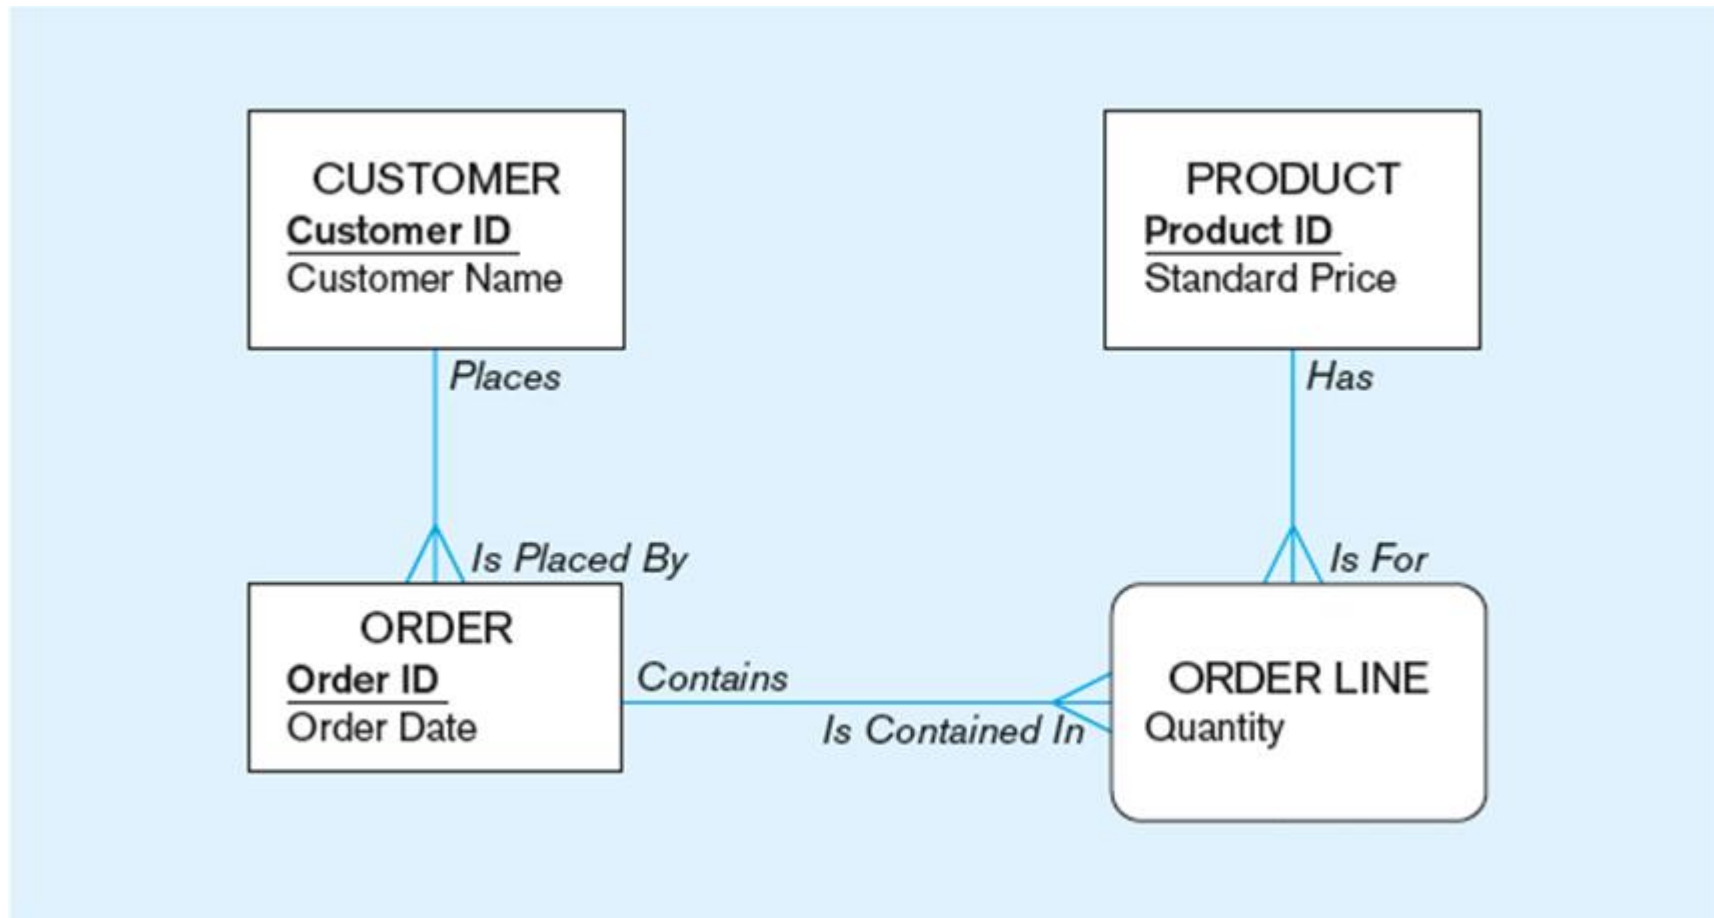 CUSTOMER
Customer ID
Customer Name
PRODUCT
Product ID
Standard Price
Places
Has
Is Placed By
Is For
ORDER
Order ID
Order Date
Contains
Is Contained In
ORDER LINE
Quantity